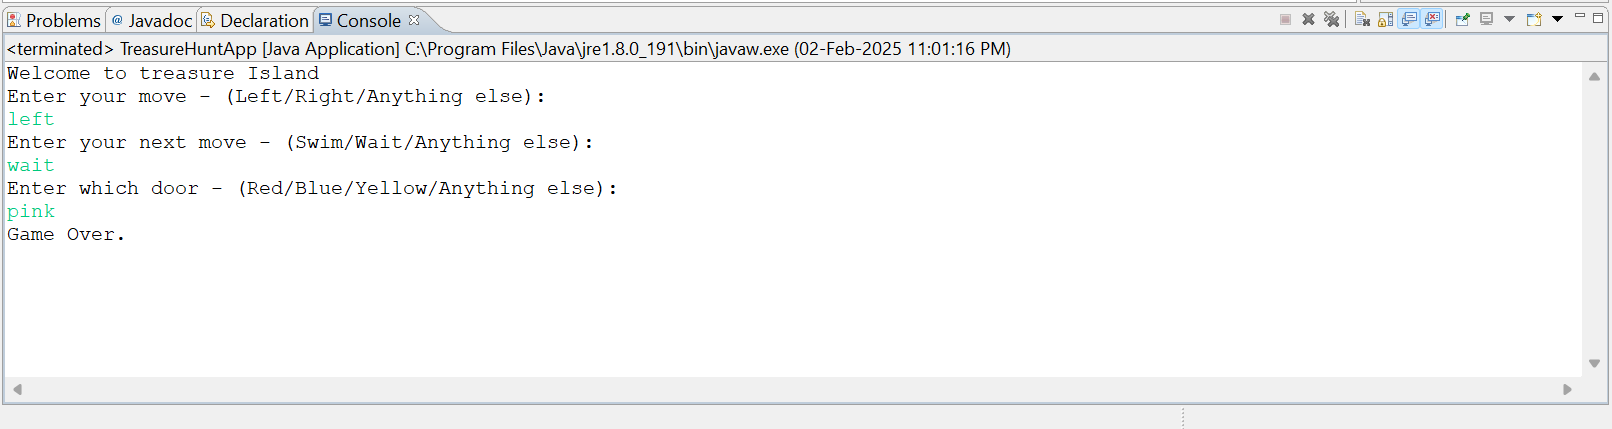 Problems @ Javadoc Declaration Console
<terminated> TreasureHuntApp [Java Application] C:\Program Files\Java\jre1.8.0_191\bin\javaw.exe (02-Feb-2025 11:01:16 PM)
Welcome to treasure Island
Enter your move - (Left/Right/Anything else):
left
Enter your next move - (Swim/Wait/Anything else):
wait
Enter which door - (Red/Blue/Yellow/Anything else):
pink
Game Over.